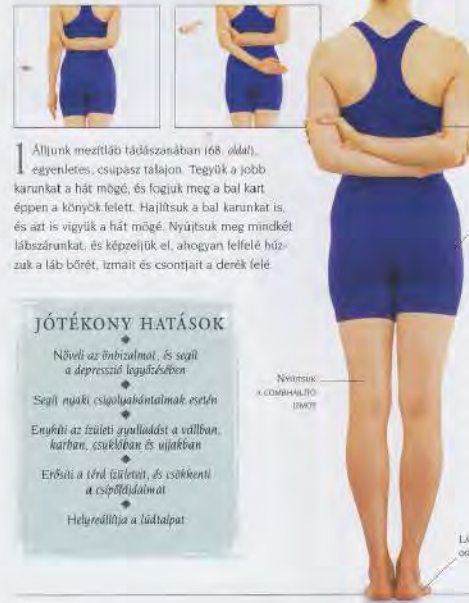 1 Álljunk mezítláb tádászanában (68. oldal),
egyenletes, csupasz talajon. Tegyük a jobb
karunkat a hát mögé, és fogjuk meg a bal kart
éppen a könyök felett. Hajlítsuk a bal karunkat is,
és azt is vigyük a hát mögé. Nyújtsuk meg mindkét
lábszárunkat, és képzeljük el, ahogyan felfelé húz-
zuk a láb bőrét, izmait és csontjait a derék felé.
JÓTÉKONY HATÁSOK
Növeli az önbizalmat, és segít
a depresszió legyőzésében
Segít nyaki csigolyabántalmak esetén
Enyhíti az ízületi gyulladást a vállban,
karban, csuklóban és ujjakban
Erősíti a térd ízületeit, és csökkenti
a csípőfájdalmat
Helyreállítja a lúdtalpat
NYÚJTSUK
A COMBHAJLÍTÓ
IZMOT